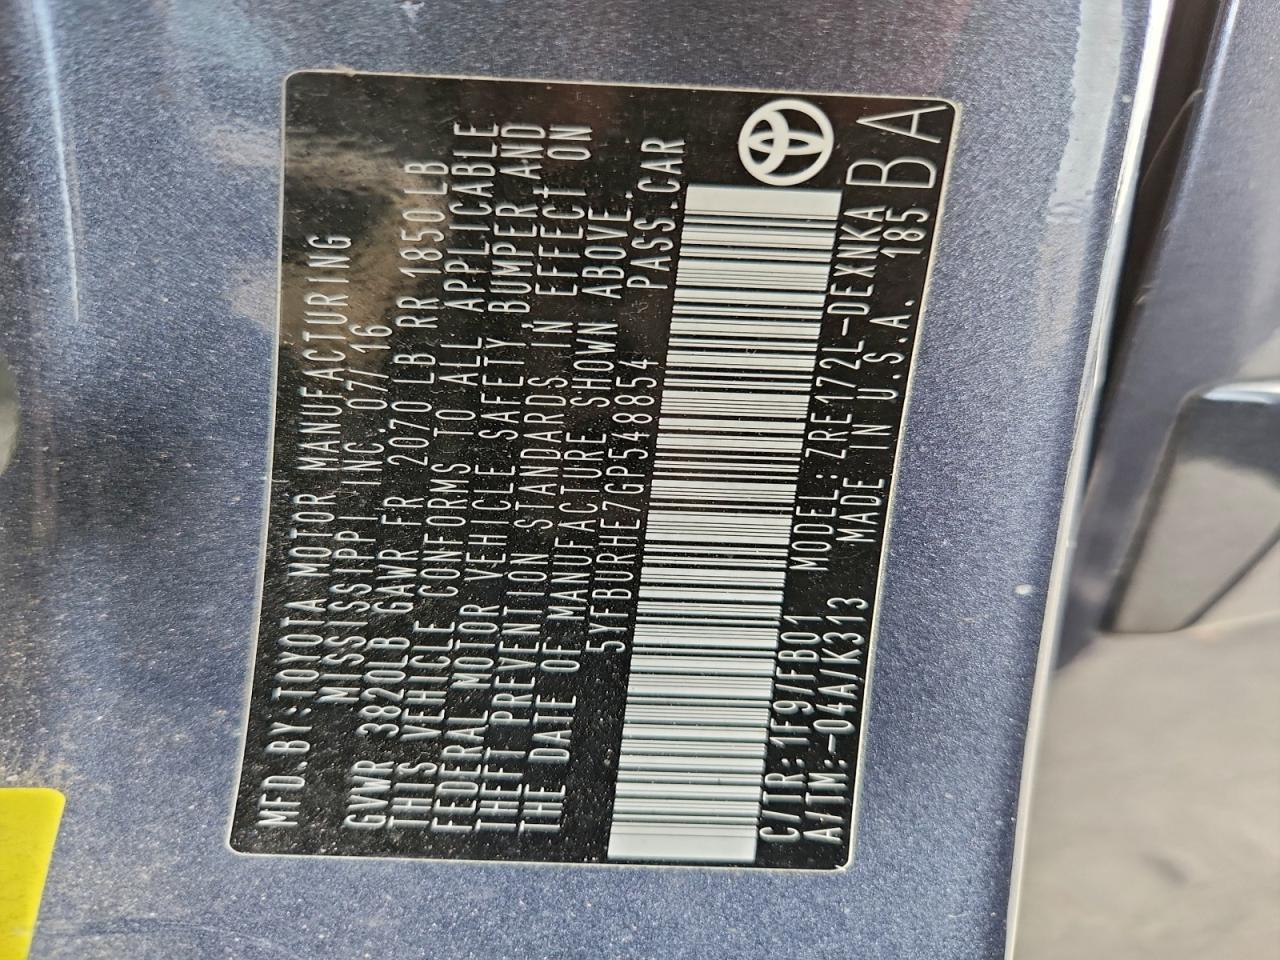 MFD.BY:TOYOTA MOTOR MANUFACTURING
MISSISSIPPI INC 07/16
GVWR 3820LB GAWR FR 2070 LB RR 1850 LB
THIS VEHICLE CONFORMS TO ALL APPLICABLE
FEDERAL MOTOR VEHICLE SAFETY, BUMPER AND
THEFT PREVENTION STANDARDS IN EFFECT ON
THE DATE OF MANUFACTURE SHOWN ABOVE.
5YFBURHE7GP548854 PASS.CAR
C/TR: 1F9/FB01 MODEL: ZRE172L-DEXNKA
A/TM:-04A/K313 MADE IN U.S.A. 185 BA